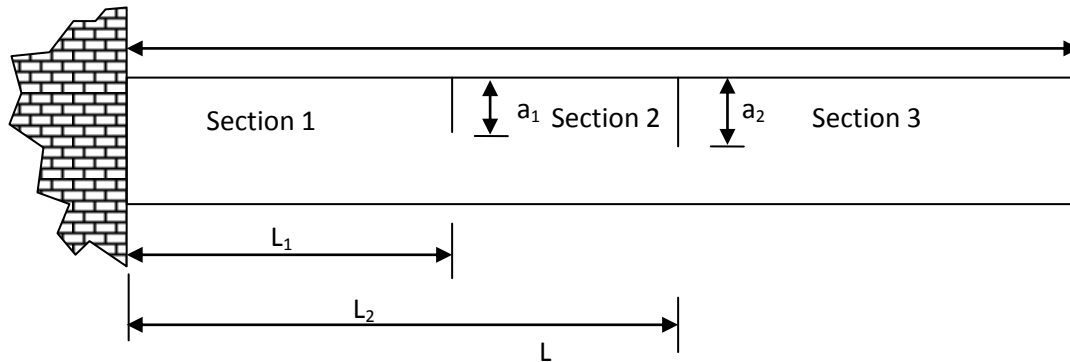 Section 1
a₁
Section 2
a₂
Section 3
L₁
L₂
L